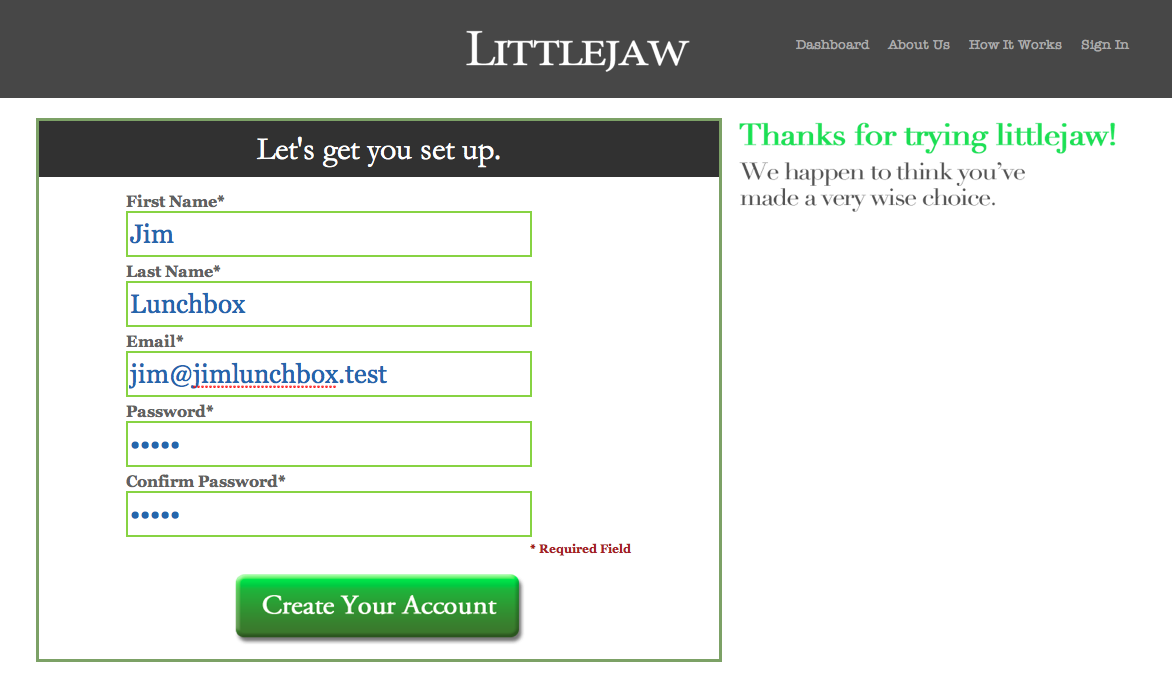 LITTLEJAW
Dashboard About Us How It Works Sign In
Let's get you set up.
First Name*
Jim
Last Name*
Lunchbox
Email*
jim@jimlunchbox.test
Password*
•••••
Confirm Password*
•••••
* Required Field
Create Your Account
Thanks for trying littlejaw!
We happen to think you’ve
made a very wise choice.